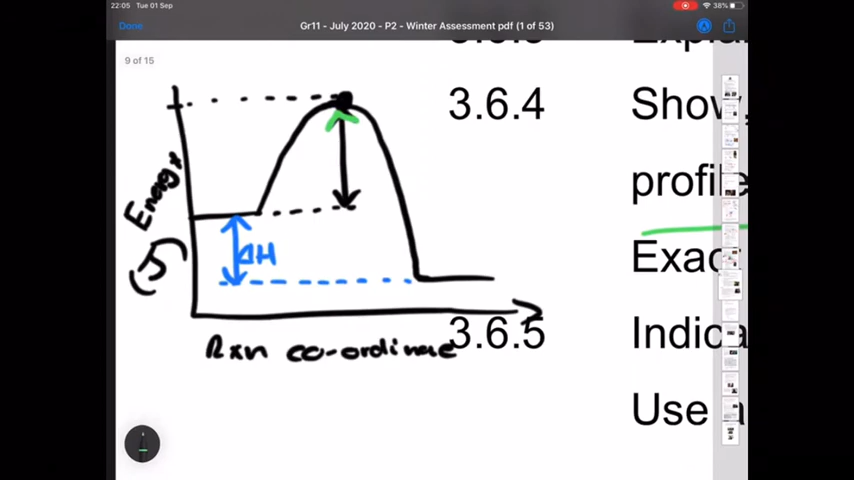 22:05 Tue 01 Sep
38%
Done
Gr11 - July 2020 - P2 - Winter Assessment pdf (1 of 53)
9 of 15
3.6.4 Show,
profile
Exac
3.6.5 Indica
Use a
Energy
(J)
ΔH
Rxn co-ordinate